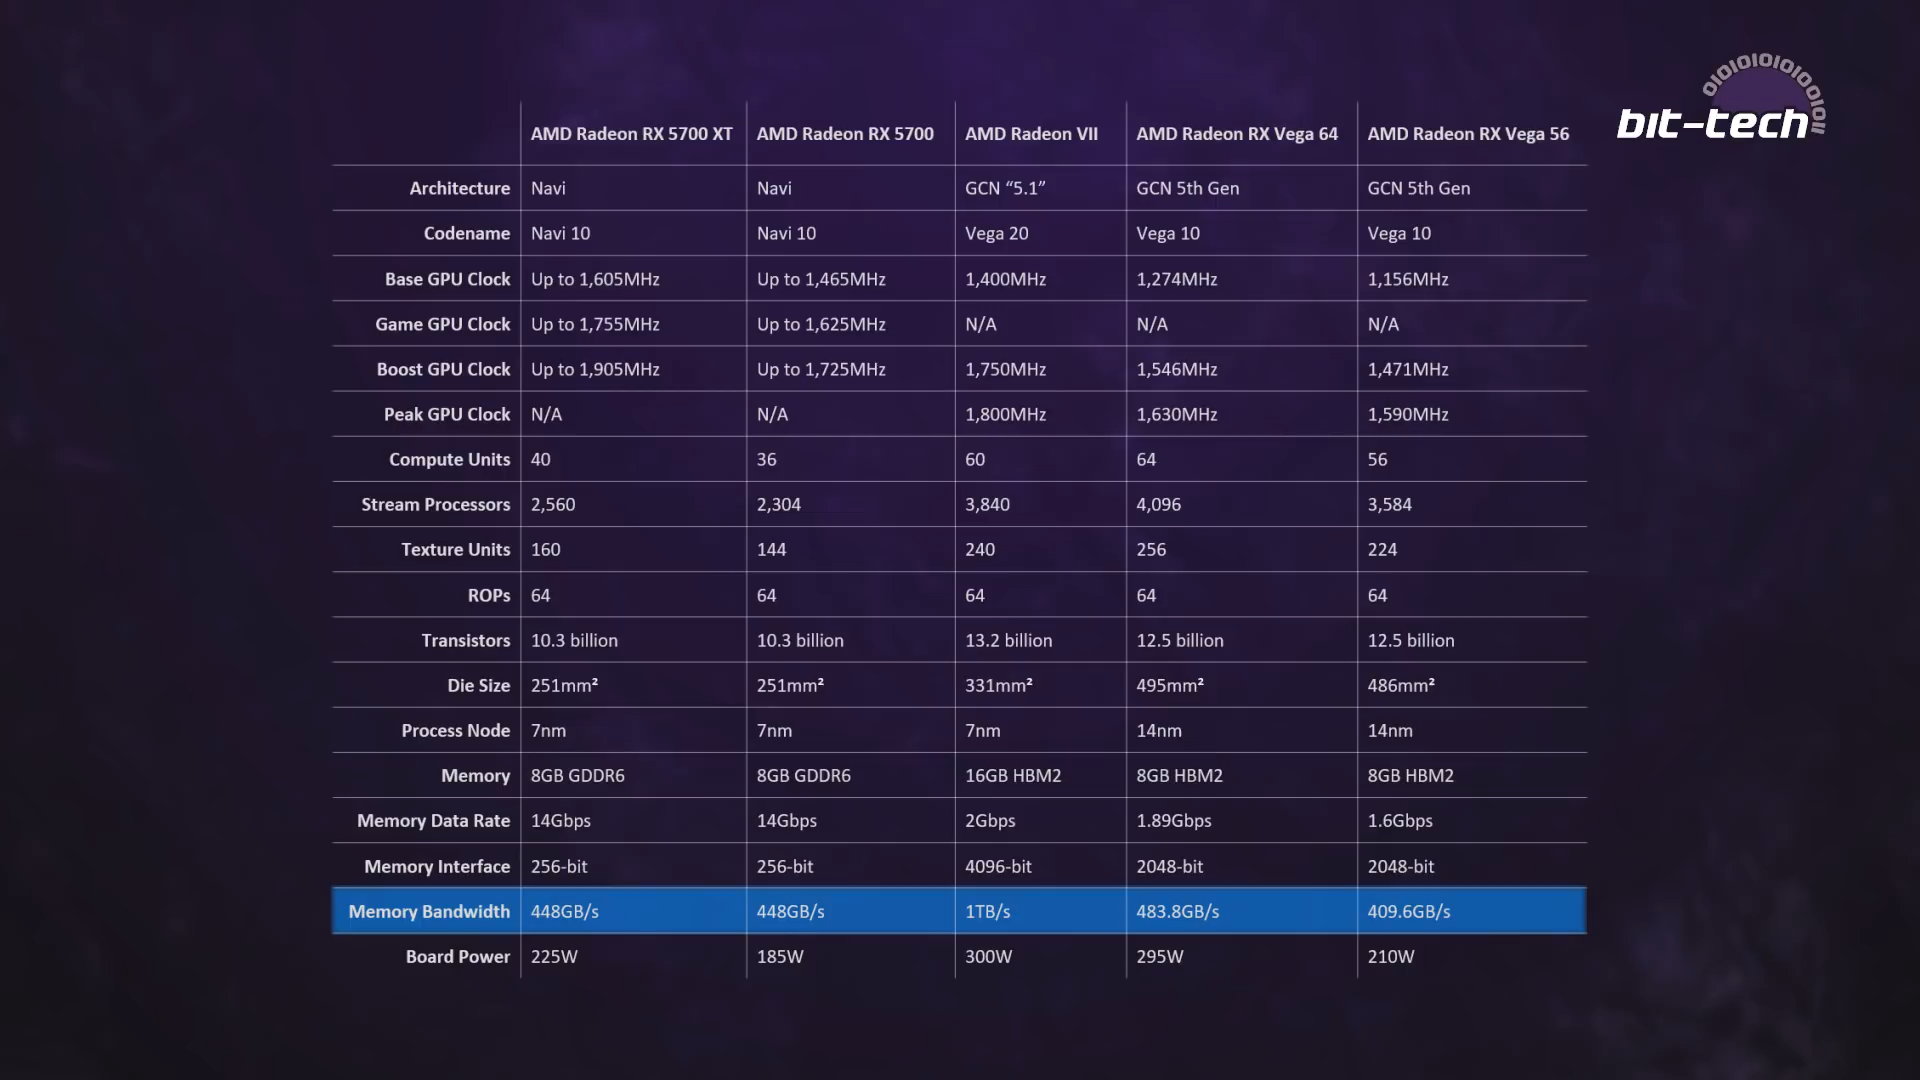 bit-tech
AMD Radeon RX 5700 XT AMD Radeon RX 5700 AMD Radeon VII AMD Radeon RX Vega 64 AMD Radeon RX Vega 56
Architecture Navi Navi GCN “5.1” GCN 5th Gen GCN 5th Gen
Codename Navi 10 Navi 10 Vega 20 Vega 10 Vega 10
Base GPU Clock Up to 1,605MHz Up to 1,465MHz 1,400MHz 1,274MHz 1,156MHz
Game GPU Clock Up to 1,755MHz Up to 1,625MHz N/A N/A N/A
Boost GPU Clock Up to 1,905MHz Up to 1,725MHz 1,750MHz 1,546MHz 1,471MHz
Peak GPU Clock N/A N/A 1,800MHz 1,630MHz 1,590MHz
Compute Units 40 36 60 64 56
Stream Processors 2,560 2,304 3,840 4,096 3,584
Texture Units 160 144 240 256 224
ROPs 64 64 64 64 64
Transistors 10.3 billion 10.3 billion 13.2 billion 12.5 billion 12.5 billion
Die Size 251mm² 251mm² 331mm² 495mm² 486mm²
Process Node 7nm 7nm 7nm 14nm 14nm
Memory 8GB GDDR6 8GB GDDR6 16GB HBM2 8GB HBM2 8GB HBM2
Memory Data Rate 14Gbps 14Gbps 2Gbps 1.89Gbps 1.6Gbps
Memory Interface 256-bit 256-bit 4096-bit 2048-bit 2048-bit
Memory Bandwidth 448GB/s 448GB/s 1TB/s 483.8GB/s 409.6GB/s
Board Power 225W 185W 300W 295W 210W